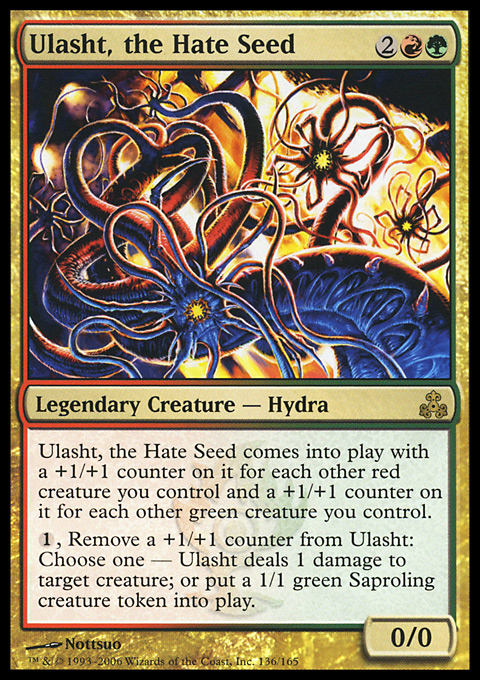 Ulasht, the Hate Seed 2
Legendary Creature — Hydra
Ulasht, the Hate Seed comes into play with
a +1/+1 counter on it for each other red
creature you control and a +1/+1 counter on
it for each other green creature you control.
1, Remove a +1/+1 counter from Ulasht:
Choose one — Ulasht deals 1 damage to
target creature; or put a 1/1 green Saproling
creature token into play.
0/0
Nottsuo
™ & © 1993–2006 Wizards of the Coast, Inc. 136/165